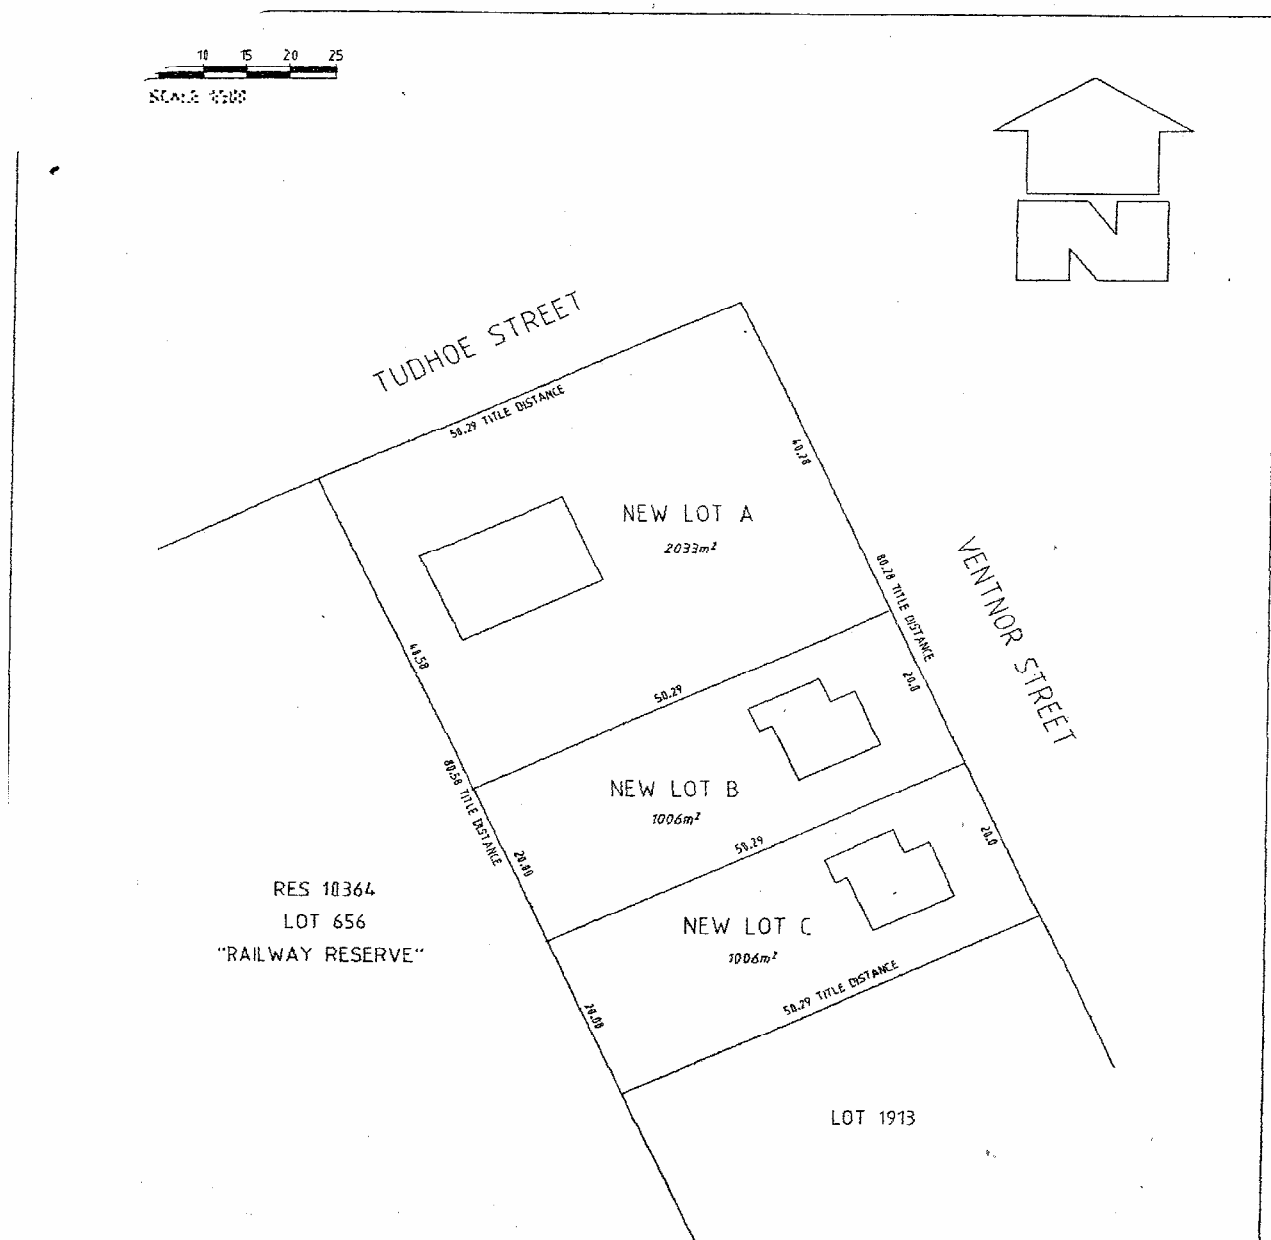 10 15 20 25
SCALE
N
TUDHOE STREET
50.29 TITLE DISTANCE
40.28
NEW LOT A
2033m²
VENTNOR STREET
80.28 TITLE DISTANCE
40.58
20.0
50.29
80.58 TITLE DISTANCE
NEW LOT B
1006m²
20.00
50.29
20.0
RES 10364
LOT 656
"RAILWAY RESERVE"
NEW LOT C
1006m²
50.29 TITLE DISTANCE
20.00
LOT 1913